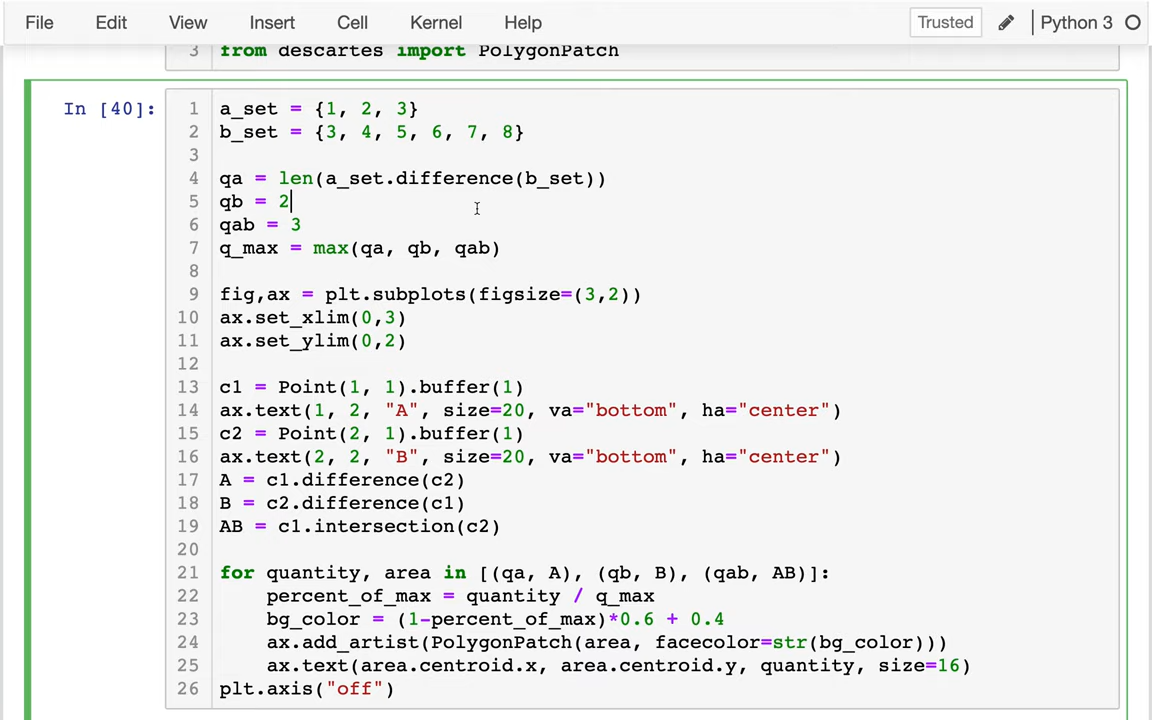 File Edit View Insert Cell Kernel Help Trusted Python 3
3 from descartes import PolygonPatch
In [40]:
1 a_set = {1, 2, 3}
2 b_set = {3, 4, 5, 6, 7, 8}
3
4 qa = len(a_set.difference(b_set))
5 qb = 2
6 qab = 3
7 q_max = max(qa, qb, qab)
8
9 fig,ax = plt.subplots(figsize=(3,2))
10 ax.set_xlim(0,3)
11 ax.set_ylim(0,2)
12
13 c1 = Point(1, 1).buffer(1)
14 ax.text(1, 2, "A", size=20, va="bottom", ha="center")
15 c2 = Point(2, 1).buffer(1)
16 ax.text(2, 2, "B", size=20, va="bottom", ha="center")
17 A = c1.difference(c2)
18 B = c2.difference(c1)
19 AB = c1.intersection(c2)
20
21 for quantity, area in [(qa, A), (qb, B), (qab, AB)]:
22     percent_of_max = quantity / q_max
23     bg_color = (1-percent_of_max)*0.6 + 0.4
24     ax.add_artist(PolygonPatch(area, facecolor=str(bg_color)))
25     ax.text(area.centroid.x, area.centroid.y, quantity, size=16)
26 plt.axis("off")